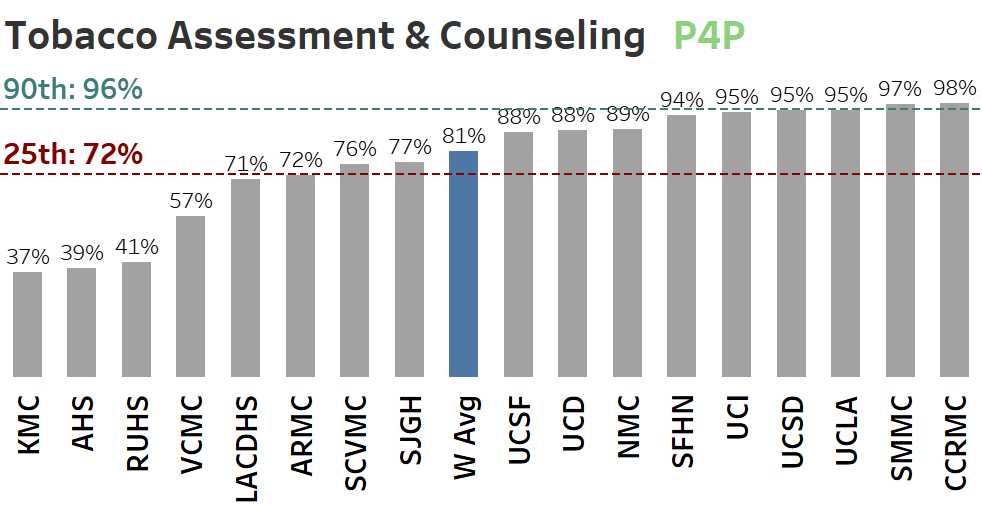 Tobacco Assessment & Counseling P4P
90th: 96%
25th: 72%
37% 39% 41% 57% 71% 72% 76% 77% 81% 88% 88% 89% 94% 95% 95% 95% 97% 98%
KMC AHS RUHS VCMC LACDHS ARMC SCVMC SJGH W Avg UCSF UCD NMC SFHN UCI UCSD UCLA SMMC CCRMC